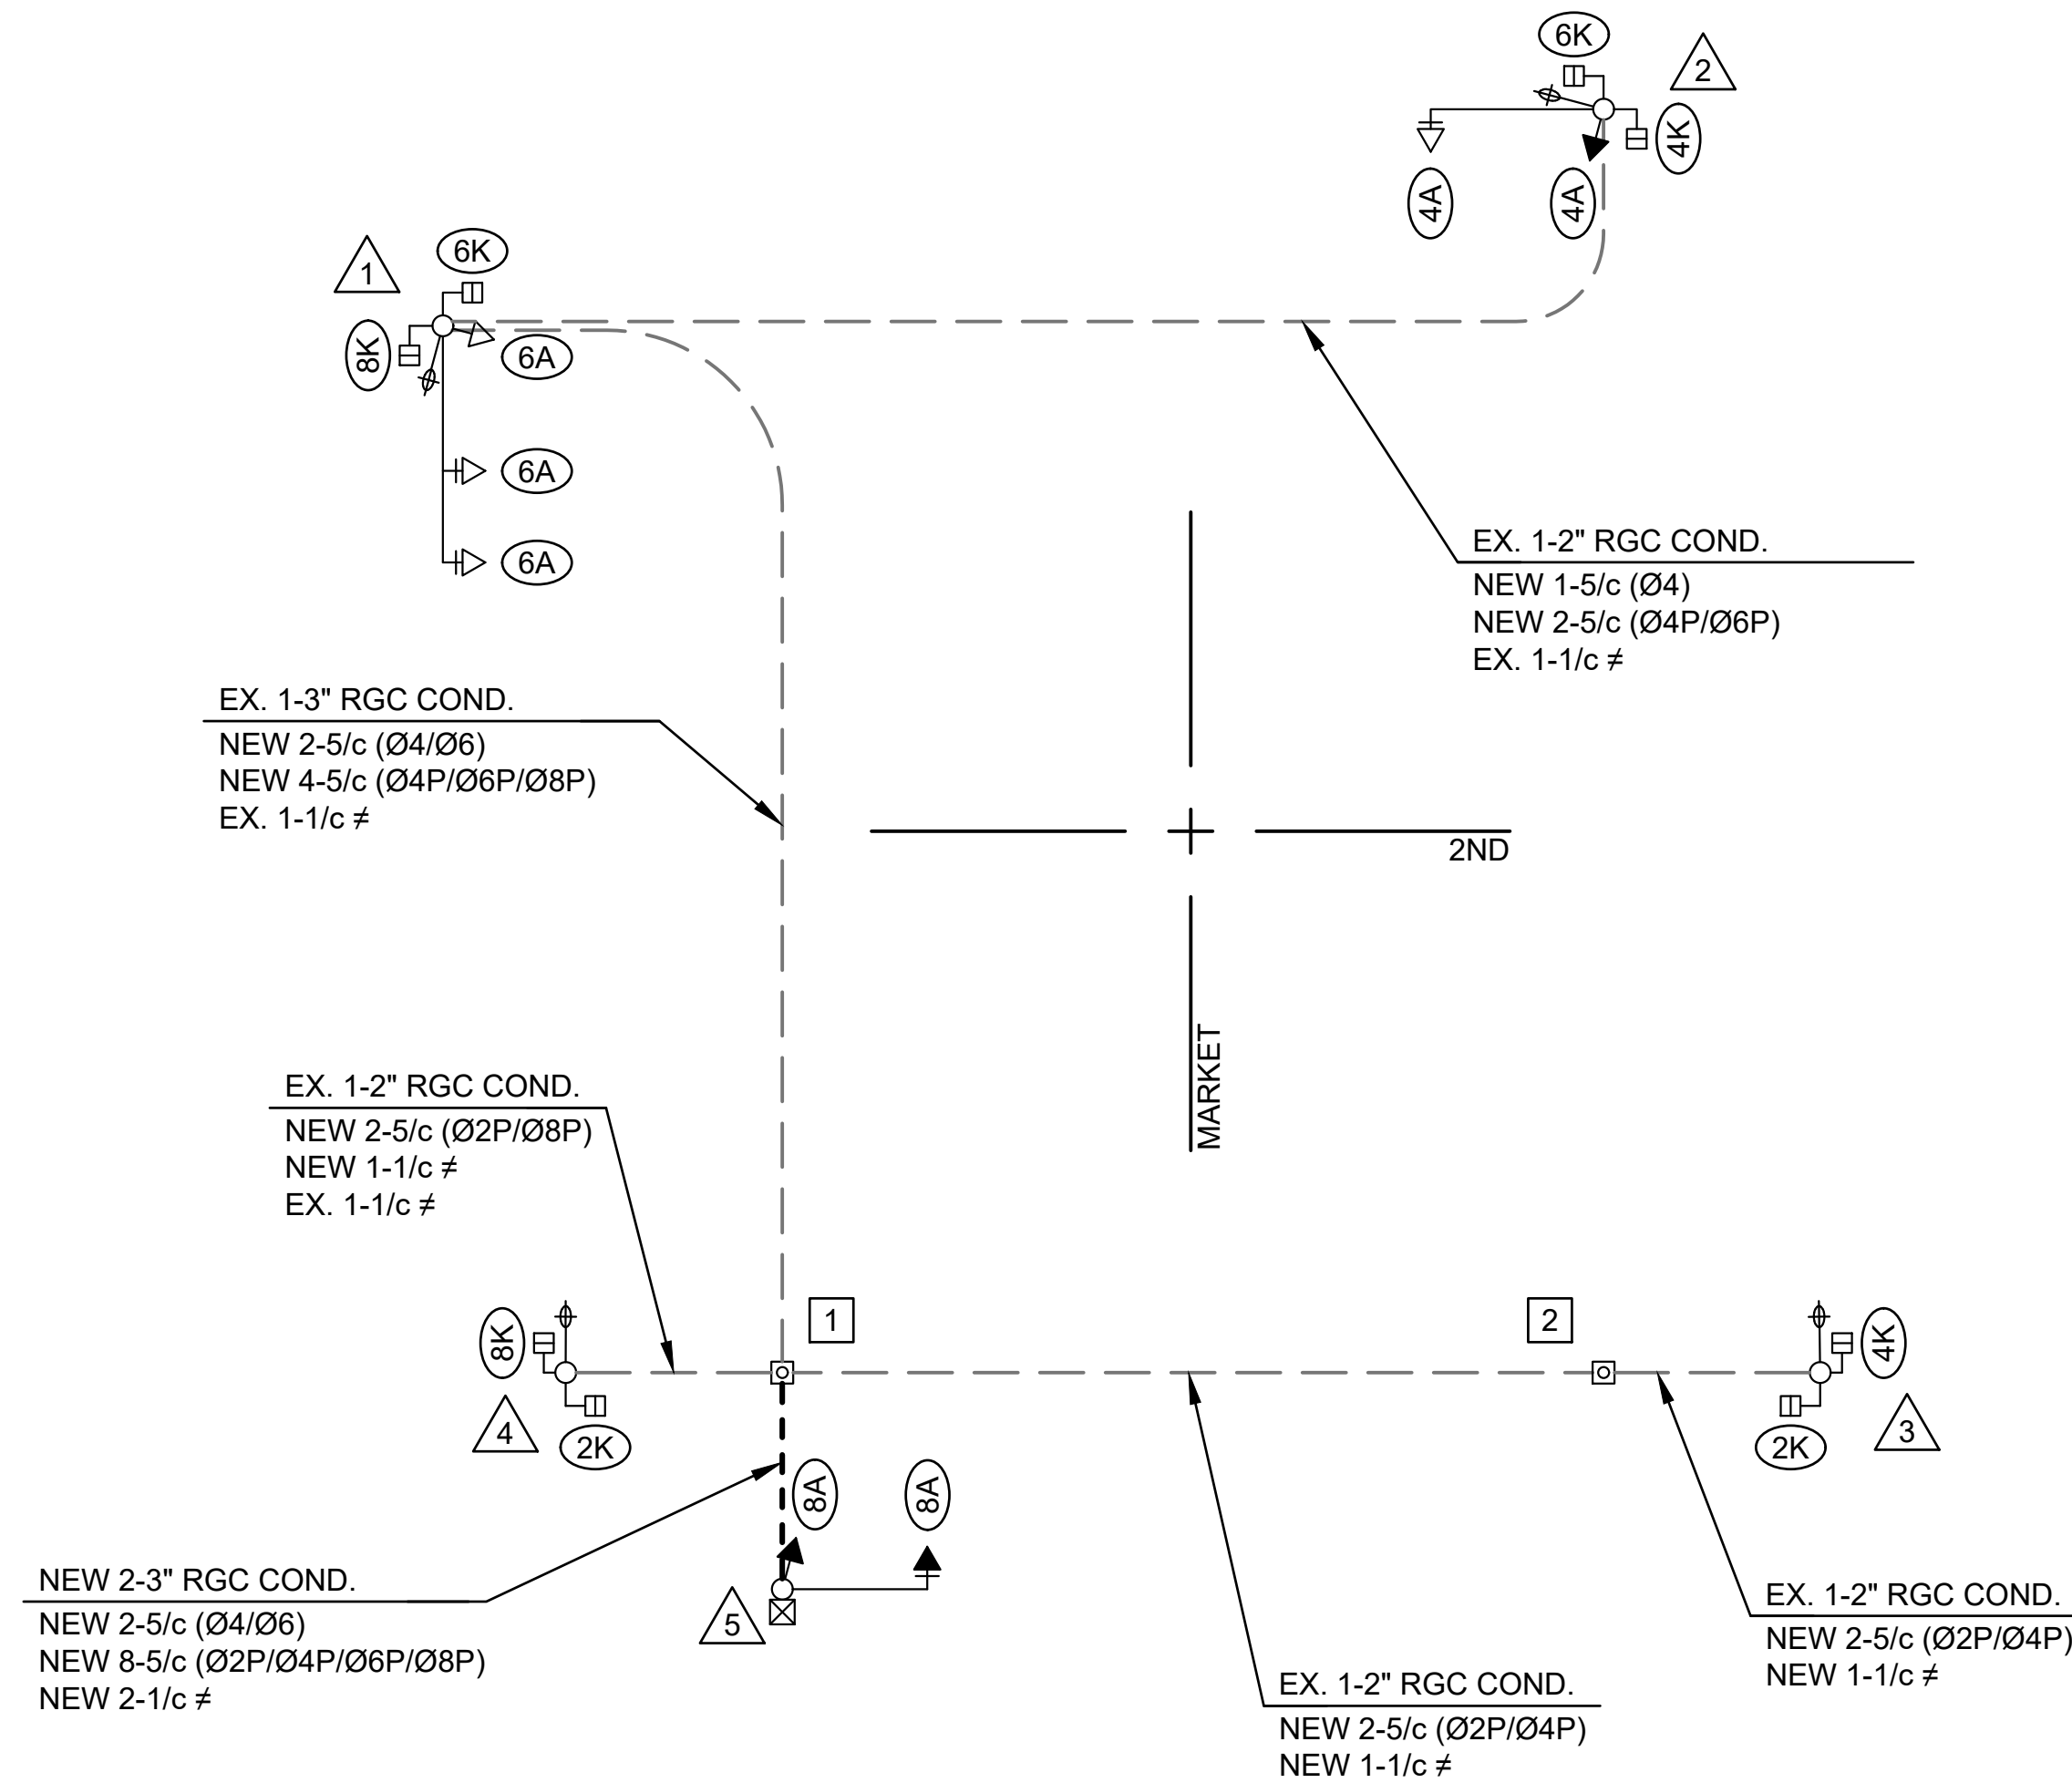 6K
2
4K
4A
4A
1
6K
8K
6A
6A
6A
EX. 1-2" RGC COND.
NEW 1-5/c (Ø4)
NEW 2-5/c (Ø4P/Ø6P)
EX. 1-1/c ≠
EX. 1-3" RGC COND.
NEW 2-5/c (Ø4/Ø6)
NEW 4-5/c (Ø4P/Ø6P/Ø8P)
EX. 1-1/c ≠
2ND
MARKET
EX. 1-2" RGC COND.
NEW 2-5/c (Ø2P/Ø8P)
NEW 1-1/c ≠
EX. 1-1/c ≠
1
2
8K
4
2K
4K
2K
3
8A
8A
5
NEW 2-3" RGC COND.
NEW 2-5/c (Ø4/Ø6)
NEW 8-5/c (Ø2P/Ø4P/Ø6P/Ø8P)
NEW 2-1/c ≠
EX. 1-2" RGC COND.
NEW 2-5/c (Ø2P/Ø4P)
NEW 1-1/c ≠
EX. 1-2" RGC COND.
NEW 2-5/c (Ø2P/Ø4P)
NEW 1-1/c ≠